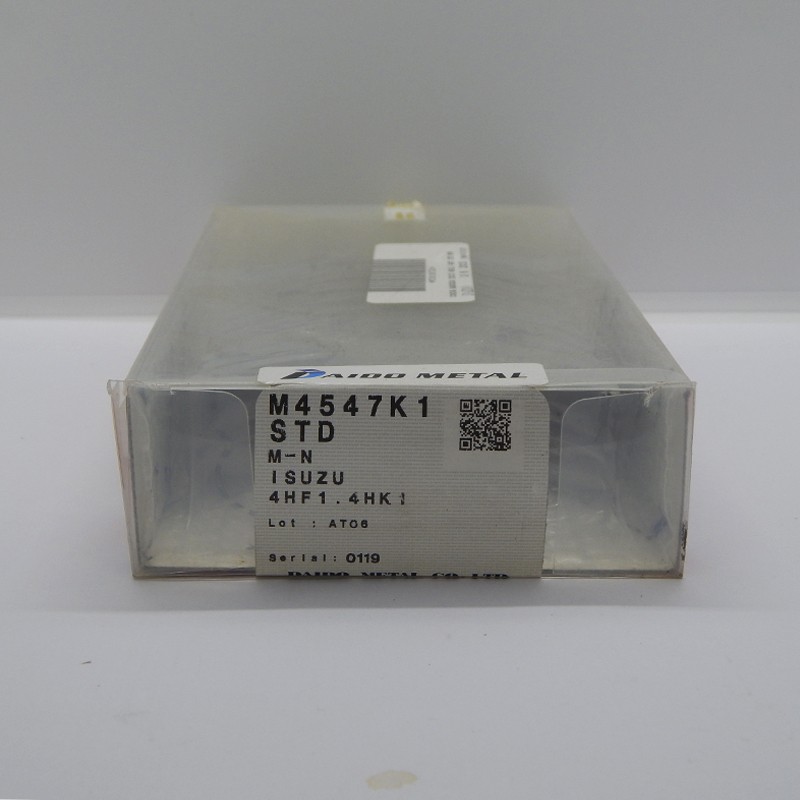 DAIDO METAL
M4547K1
STD
M-N
ISUZU
4HF1.4HK1
Lot : AT06
Serial: 0119
DAIDO METAL CO. LTD